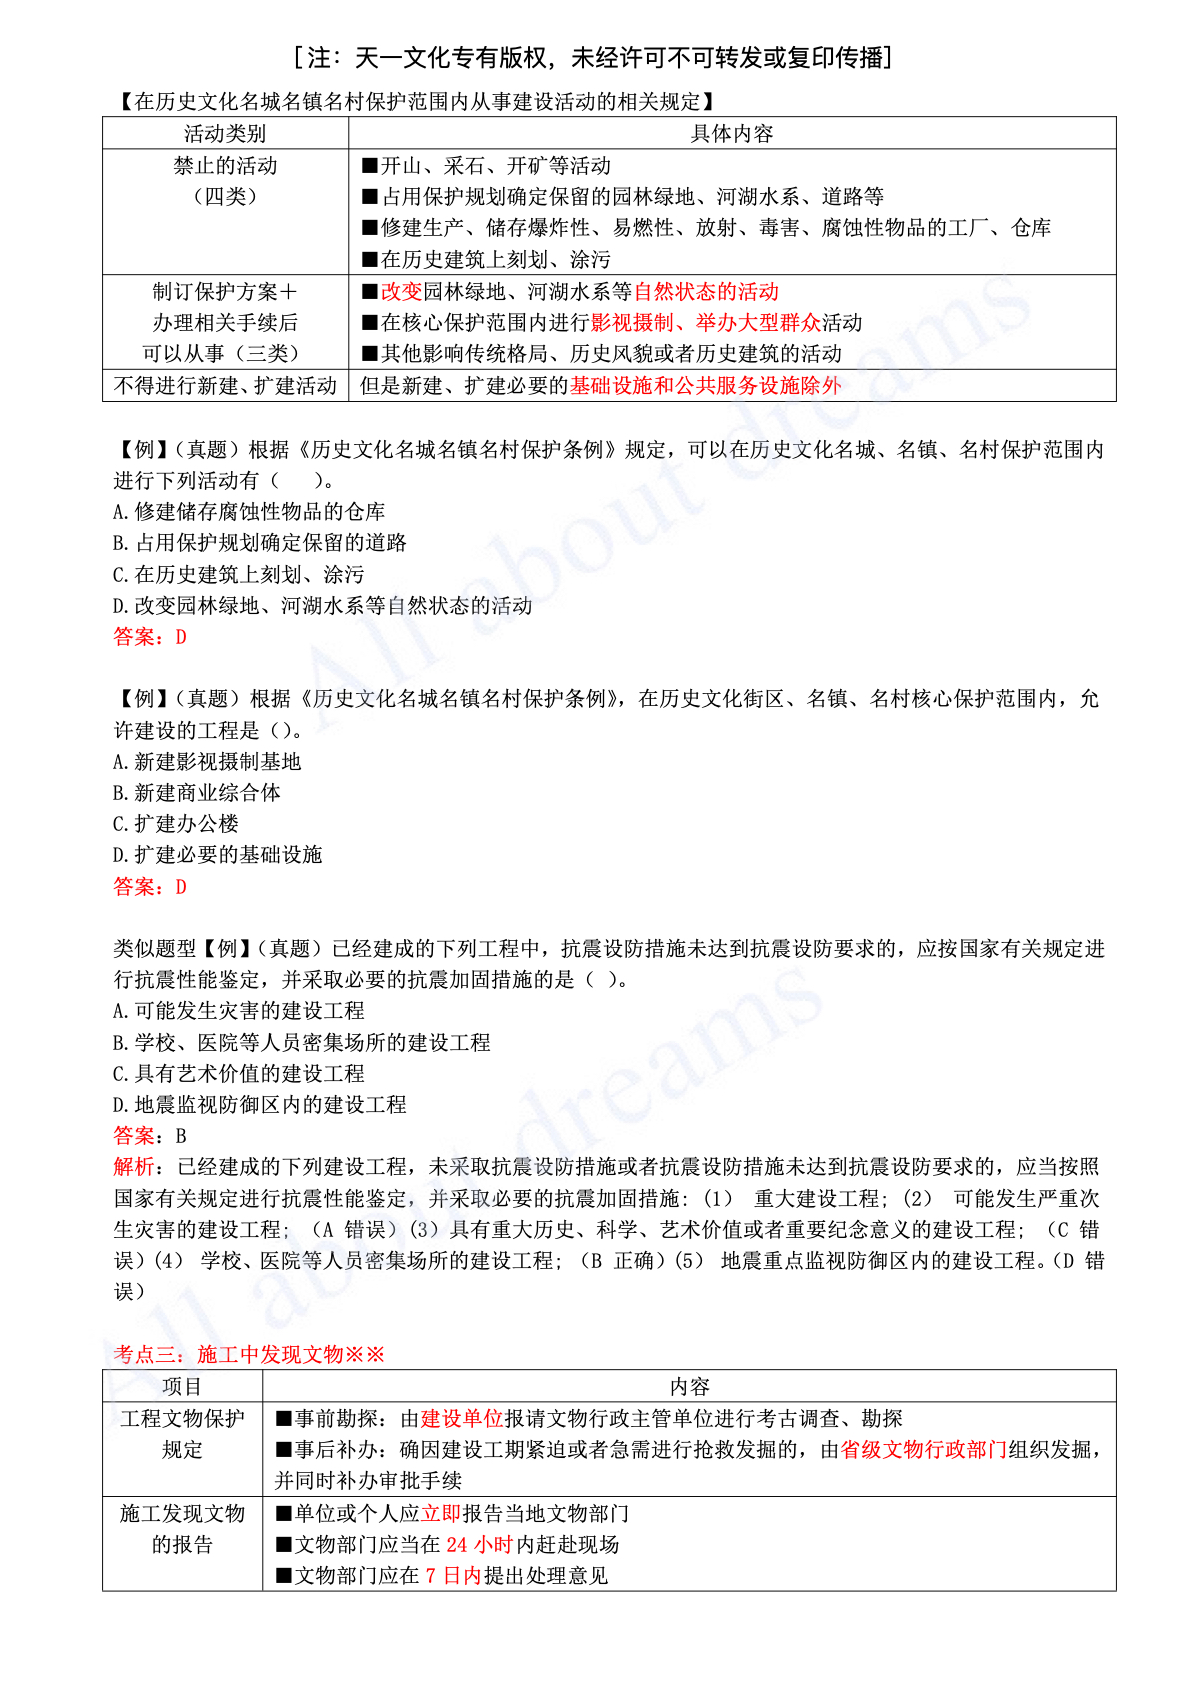 [注：天一文化专有版权，未经许可不可转发或复印传播]
【在历史文化名城名镇名村保护范围内从事建设活动的相关规定】
活动类别 具体内容
禁止的活动
（四类）
■开山、采石、开矿等活动
■占用保护规划确定保留的园林绿地、河湖水系、道路等
■修建生产、储存爆炸性、易燃性、放射、毒害、腐蚀性物品的工厂、仓库
■在历史建筑上刻划、涂污
制订保护方案＋
办理相关手续后
可以从事（三类）
■改变园林绿地、河湖水系等自然状态的活动
■在核心保护范围内进行影视摄制、举办大型群众活动
■其他影响传统格局、历史风貌或者历史建筑的活动
不得进行新建、扩建活动 但是新建、扩建必要的基础设施和公共服务设施除外
【例】（真题）根据《历史文化名城名镇名村保护条例》规定，可以在历史文化名城、名镇、名村保护范围内
进行下列活动有（ ）。
A.修建储存腐蚀性物品的仓库
B.占用保护规划确定保留的道路
C.在历史建筑上刻划、涂污
D.改变园林绿地、河湖水系等自然状态的活动
答案：D
【例】（真题）根据《历史文化名城名镇名村保护条例》，在历史文化街区、名镇、名村核心保护范围内，允
许建设的工程是（）。
A.新建影视摄制基地
B.新建商业综合体
C.扩建办公楼
D.扩建必要的基础设施
答案：D
类似题型【例】（真题）已经建成的下列工程中，抗震设防措施未达到抗震设防要求的，应按国家有关规定进
行抗震性能鉴定，并采取必要的抗震加固措施的是（ ）。
A.可能发生灾害的建设工程
B.学校、医院等人员密集场所的建设工程
C.具有艺术价值的建设工程
D.地震监视防御区内的建设工程
答案：B
解析：已经建成的下列建设工程，未采取抗震设防措施或者抗震设防措施未达到抗震设防要求的，应当按照
国家有关规定进行抗震性能鉴定，并采取必要的抗震加固措施：（1） 重大建设工程；（2） 可能发生严重次
生灾害的建设工程；（A 错误）（3）具有重大历史、科学、艺术价值或者重要纪念意义的建设工程；（C 错
误）（4） 学校、医院等人员密集场所的建设工程；（B 正确）（5） 地震重点监视防御区内的建设工程。（D 错
误）
考点三：施工中发现文物※※
项目 内容
工程文物保护
规定
■事前勘探：由建设单位报请文物行政主管单位进行考古调查、勘探
■事后补办：确因建设工期紧迫或者急需进行抢救发掘的，由省级文物行政部门组织发掘，
并同时补办审批手续
施工发现文物
的报告
■单位或个人应立即报告当地文物部门
■文物部门应当在 24 小时内赶赴现场
■文物部门应在 7 日内提出处理意见
All about dreams
All about dreams